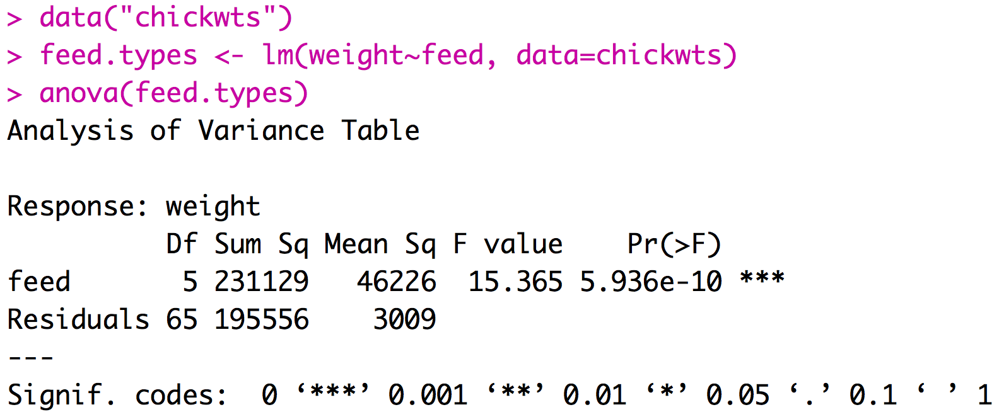 > data("chickwts")
> feed.types <- lm(weight~feed, data=chickwts)
> anova(feed.types)
Analysis of Variance Table

Response: weight
          Df Sum Sq Mean Sq F value    Pr(>F)
feed       5 231129   46226  15.365 5.936e-10 ***
Residuals 65 195556    3009
---
Signif. codes:  0 ‘***’ 0.001 ‘**’ 0.01 ‘*’ 0.05 ‘.’ 0.1 ‘ ’ 1